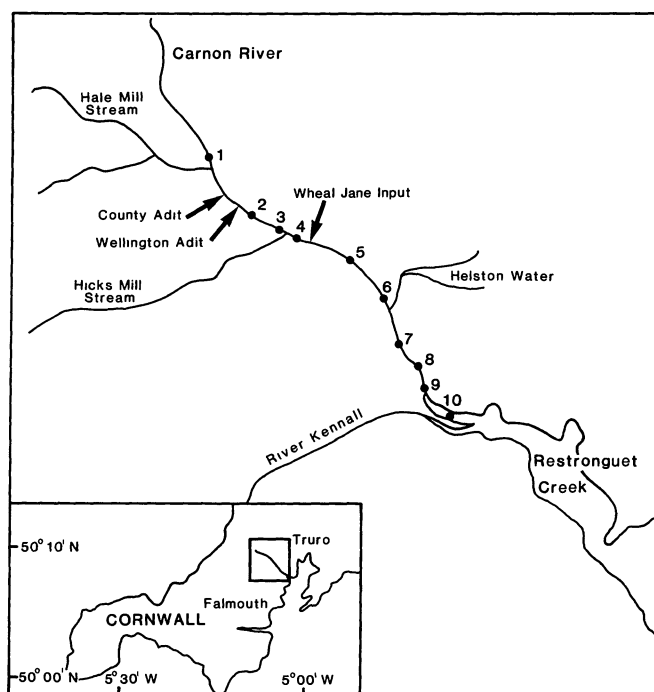 Carnon River
Hale Mill
Stream
1
County Adit
Wellington Adit
2
3
4
Wheal Jane Input
5
Hicks Mill
Stream
6
Helston Water
7
8
9
10
River Kennall
Restronguet
Creek
50°10' N
Truro
Falmouth
CORNWALL
50°00' N
5°30' W
5°00' W